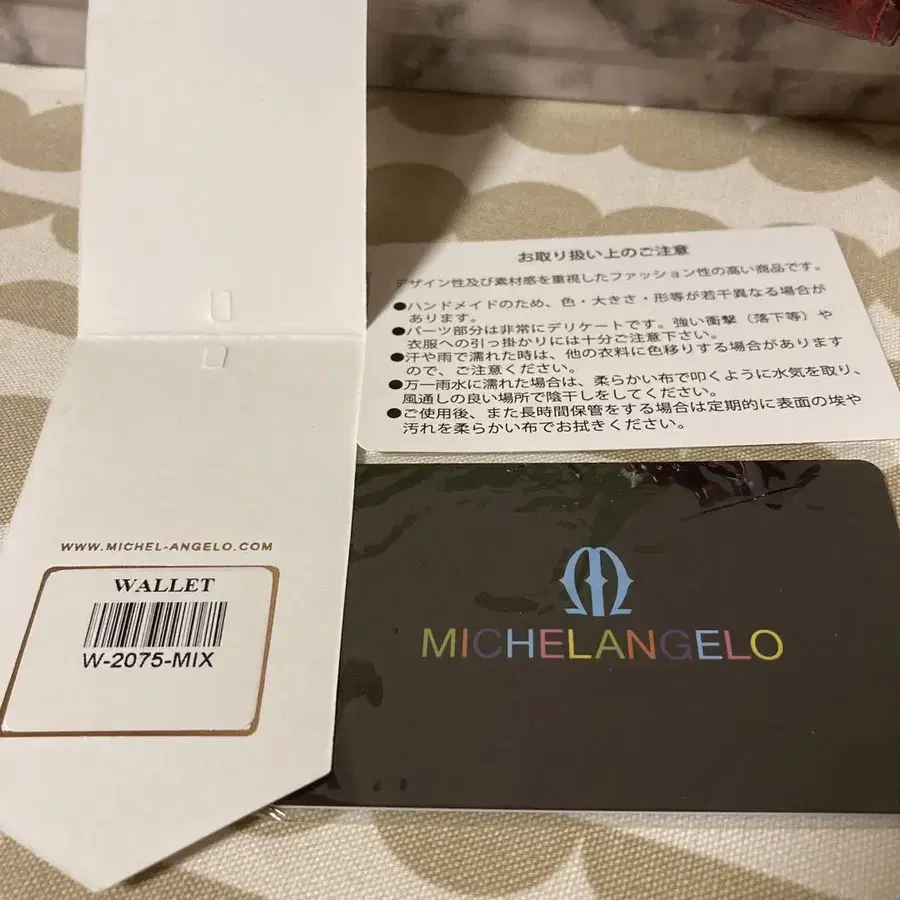 お取り扱い上のご注意
デザイン性及び素材感を重視したファッション性の高い商品です。
●ハンドメイドのため、色・大きさ・形等が若干異なる場合が
あります。
●パーツ部分は非常にデリケートです。強い衝撃（落下等）や
衣服への引っ掛かりには十分ご注意下さい。
●汗や雨で濡れた時は、他の衣料に色移りする場合があります
ので、ご注意ください。
●万一雨水に濡れた場合は、柔らかい布で叩くように水気を取り、
風通しの良い場所で陰干しをしてください。
●ご使用後、また長時間保管をする場合は定期的に表面の埃や
汚れを柔らかい布でお拭きください。
WWW.MICHEL-ANGELO.COM
WALLET
W-2075-MIX
MICHELANGELO